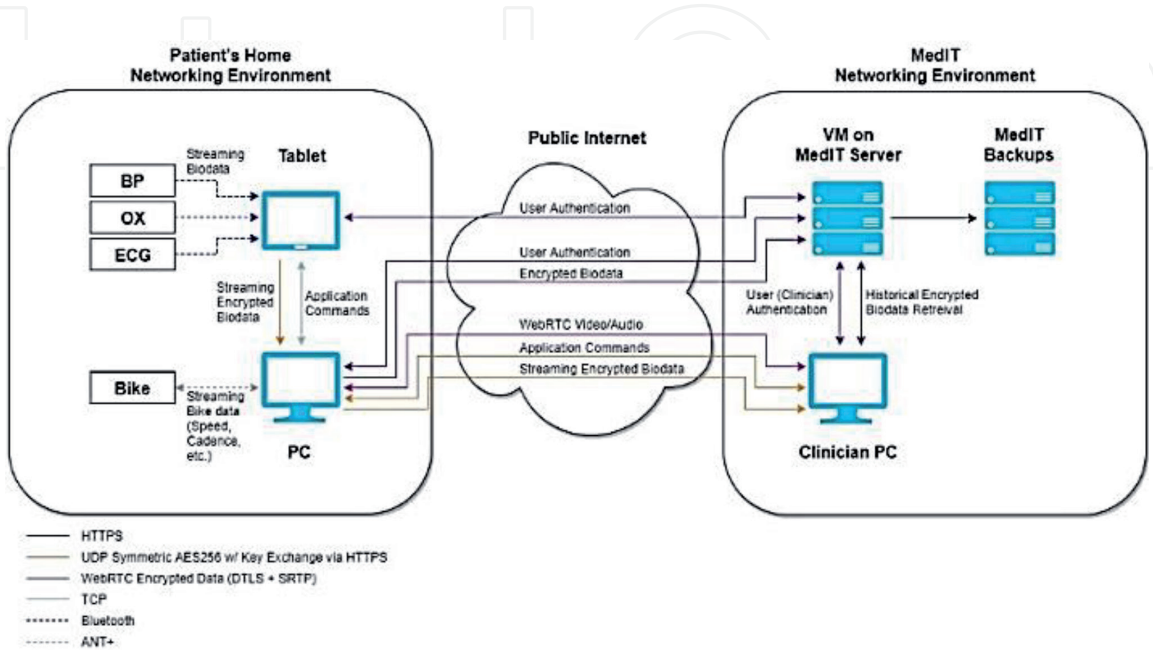 Patient's Home
Networking Environment
MedIT
Networking Environment
Public Internet
Streaming
Biodata
Tablet
BP
OX
ECG
VM on
MedIT Server
MedIT
Backups
User Authentication
User Authentication
Encrypted Biodata
Streaming
Encrypted
Biodata
Application
Commands
User (Clinician)
Authentication
Historical Encrypted
Biodata Retreival
WebRTC Video/Audio
Application Commands
Streaming Encrypted Biodata
Bike
Streaming
Bike data
(Speed,
Cadence,
etc.)
PC
Clinician PC
HTTPS
UDP Symmetric AES256 w/ Key Exchange via HTTPS
WebRTC Encrypted Data (DTLS + SRTP)
TCP
Bluetooth
ANT+